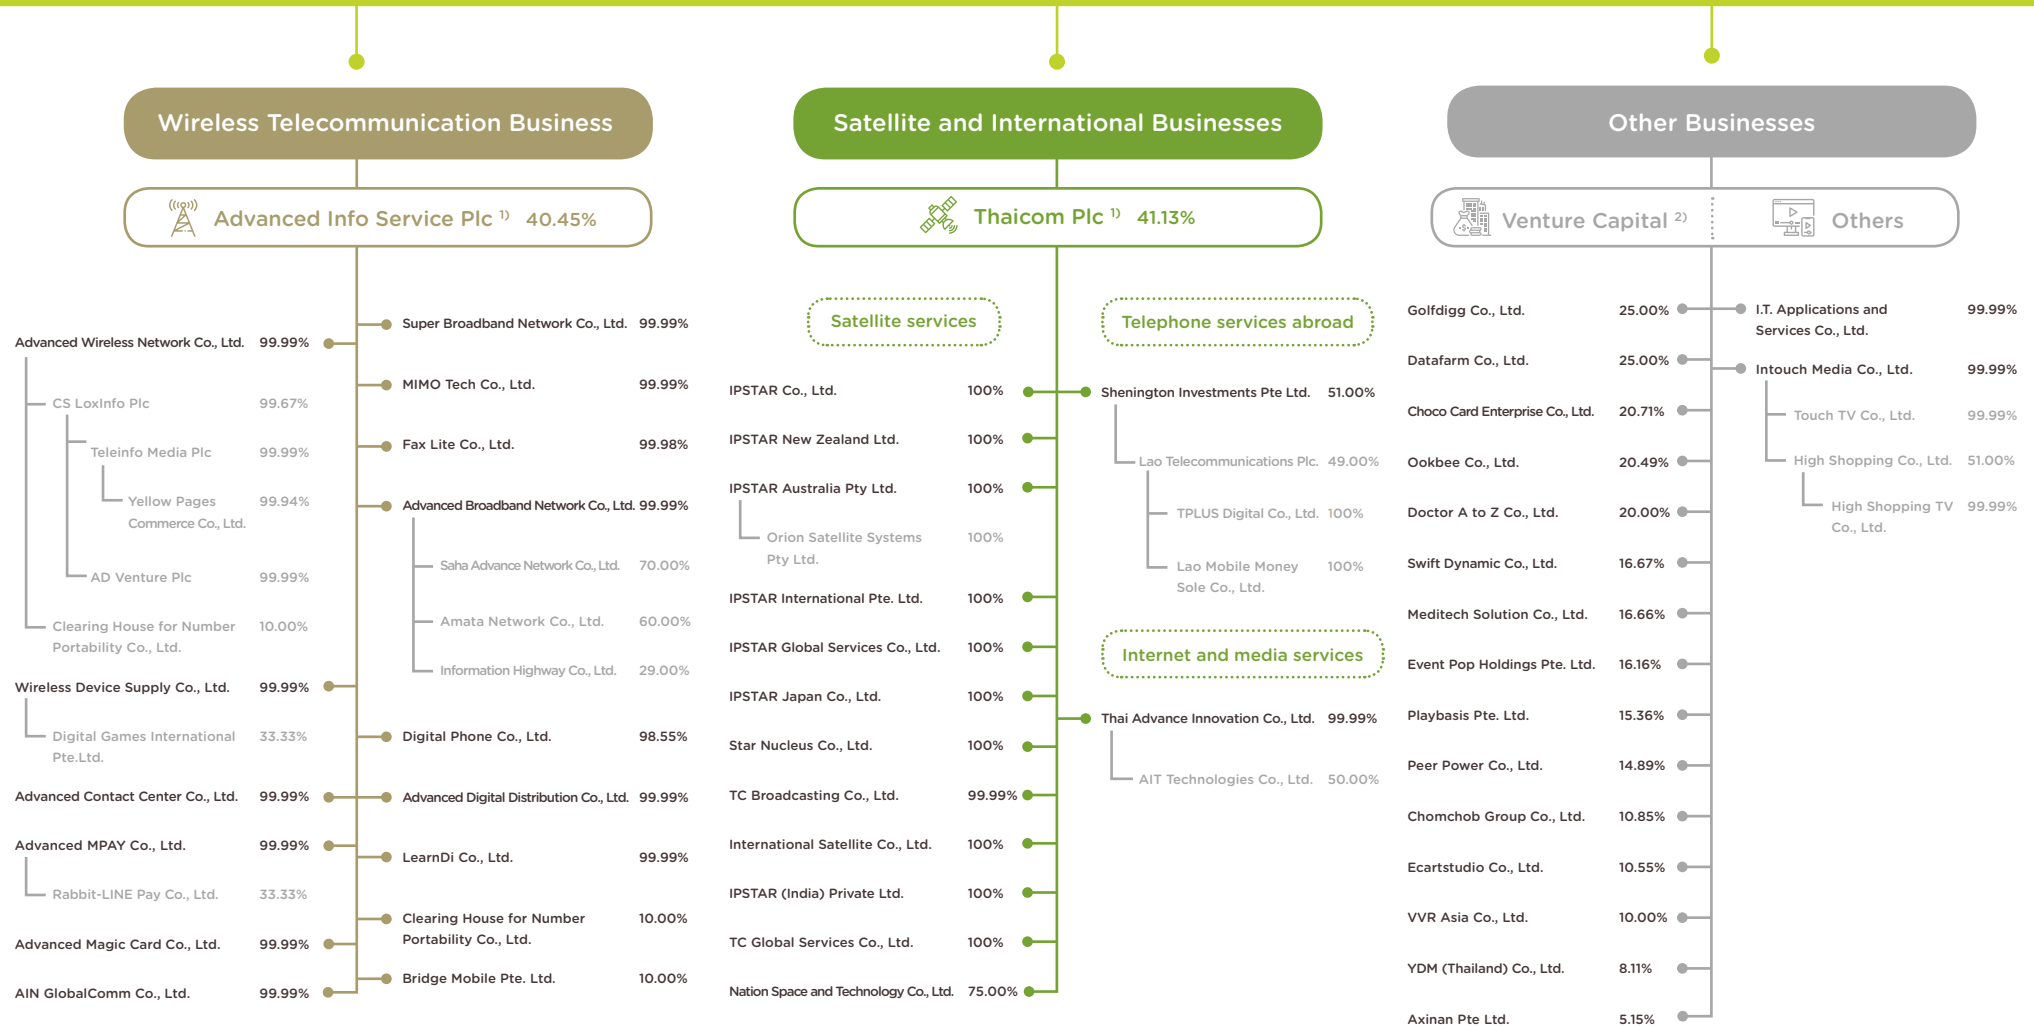 Wireless Telecommunication Business
Advanced Info Service Plc 1) 40.45%
Advanced Wireless Network Co., Ltd. 99.99%
CS LoxInfo Plc 99.67%
Teleinfo Media Plc 99.99%
Yellow Pages 99.94%
Commerce Co., Ltd.
AD Venture Plc 99.99%
Clearing House for Number 10.00%
Portability Co., Ltd.
Wireless Device Supply Co., Ltd. 99.99%
Digital Games International 33.33%
Pte.Ltd.
Advanced Contact Center Co., Ltd. 99.99%
Advanced MPAY Co., Ltd. 99.99%
Rabbit-LINE Pay Co., Ltd. 33.33%
Advanced Magic Card Co., Ltd. 99.99%
AIN GlobalComm Co., Ltd. 99.99%
Super Broadband Network Co., Ltd. 99.99%
MIMO Tech Co., Ltd. 99.99%
Fax Lite Co., Ltd. 99.98%
Advanced Broadband Network Co., Ltd. 99.99%
Saha Advance Network Co., Ltd. 70.00%
Amata Network Co., Ltd. 60.00%
Information Highway Co., Ltd. 29.00%
Digital Phone Co., Ltd. 98.55%
Advanced Digital Distribution Co., Ltd. 99.99%
LearnDi Co., Ltd. 99.99%
Clearing House for Number 10.00%
Portability Co., Ltd.
Bridge Mobile Pte. Ltd. 10.00%
Satellite and International Businesses
Thaicom Plc 1) 41.13%
Satellite services
IPSTAR Co., Ltd. 100%
IPSTAR New Zealand Ltd. 100%
IPSTAR Australia Pty Ltd. 100%
Orion Satellite Systems 100%
Pty Ltd.
IPSTAR International Pte. Ltd. 100%
IPSTAR Global Services Co., Ltd. 100%
IPSTAR Japan Co., Ltd. 100%
Star Nucleus Co., Ltd. 100%
TC Broadcasting Co., Ltd. 99.99%
International Satellite Co., Ltd. 100%
IPSTAR (India) Private Ltd. 100%
TC Global Services Co., Ltd. 100%
Nation Space and Technology Co., Ltd. 75.00%
Telephone services abroad
Shenington Investments Pte Ltd. 51.00%
Lao Telecommunications Plc. 49.00%
TPLUS Digital Co., Ltd. 100%
Lao Mobile Money 100%
Sole Co., Ltd.
Internet and media services
Thai Advance Innovation Co., Ltd. 99.99%
AIT Technologies Co., Ltd. 50.00%
Other Businesses
Venture Capital 2)
Others
Golfdigg Co., Ltd. 25.00%
Datafarm Co., Ltd. 25.00%
Choco Card Enterprise Co., Ltd. 20.71%
Ookbee Co., Ltd. 20.49%
Doctor A to Z Co., Ltd. 20.00%
Swift Dynamic Co., Ltd. 16.67%
Meditech Solution Co., Ltd. 16.66%
Event Pop Holdings Pte. Ltd. 16.16%
Playbasis Pte. Ltd. 15.36%
Peer Power Co., Ltd. 14.89%
Chomchob Group Co., Ltd. 10.85%
Ecartstudio Co., Ltd. 10.55%
VVR Asia Co., Ltd. 10.00%
YDM (Thailand) Co., Ltd. 8.11%
Axinan Pte Ltd. 5.15%
I.T. Applications and 99.99%
Services Co., Ltd.
Intouch Media Co., Ltd. 99.99%
Touch TV Co., Ltd. 99.99%
High Shopping Co., Ltd. 51.00%
High Shopping TV 99.99%
Co., Ltd.